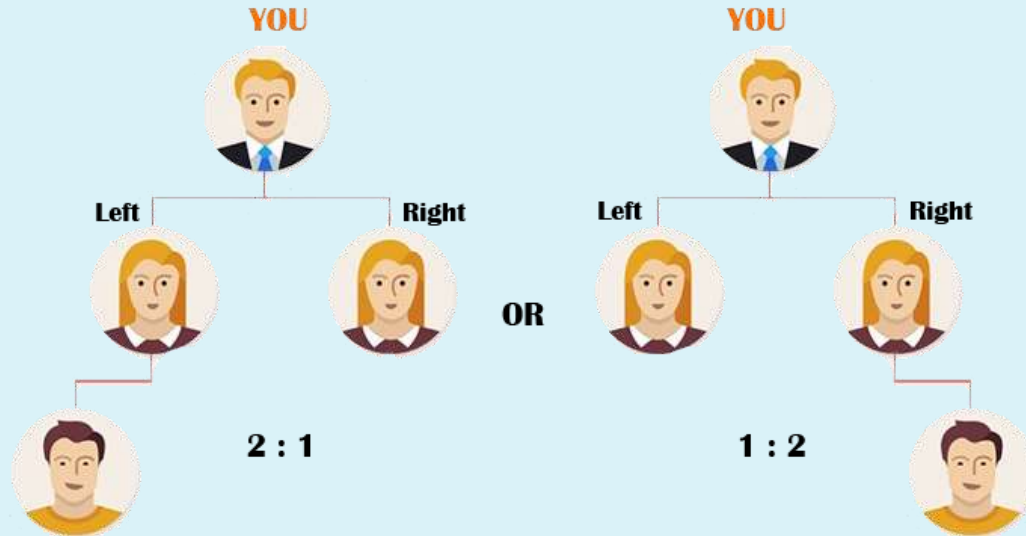 YOU
YOU
Left
Right
Left
Right
OR
2 : 1
1 : 2